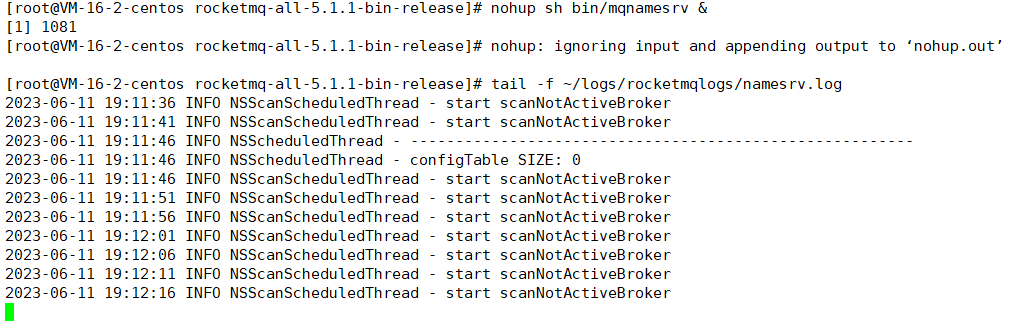 [root@VM-16-2-centos rocketmq-all-5.1.1-bin-release]# nohup sh bin/mqnamesrv &
[1] 1081
[root@VM-16-2-centos rocketmq-all-5.1.1-bin-release]# nohup: ignoring input and appending output to ‘nohup.out’
[root@VM-16-2-centos rocketmq-all-5.1.1-bin-release]# tail -f ~/logs/rocketmqlogs/namesrv.log
2023-06-11 19:11:36 INFO NSScanScheduledThread - start scanNotActiveBroker
2023-06-11 19:11:41 INFO NSScanScheduledThread - start scanNotActiveBroker
2023-06-11 19:11:46 INFO NSScheduledThread - --------------------------------------------------------
2023-06-11 19:11:46 INFO NSScheduledThread - configTable SIZE: 0
2023-06-11 19:11:46 INFO NSScanScheduledThread - start scanNotActiveBroker
2023-06-11 19:11:51 INFO NSScanScheduledThread - start scanNotActiveBroker
2023-06-11 19:11:56 INFO NSScanScheduledThread - start scanNotActiveBroker
2023-06-11 19:12:01 INFO NSScanScheduledThread - start scanNotActiveBroker
2023-06-11 19:12:06 INFO NSScanScheduledThread - start scanNotActiveBroker
2023-06-11 19:12:11 INFO NSScanScheduledThread - start scanNotActiveBroker
2023-06-11 19:12:16 INFO NSScanScheduledThread - start scanNotActiveBroker